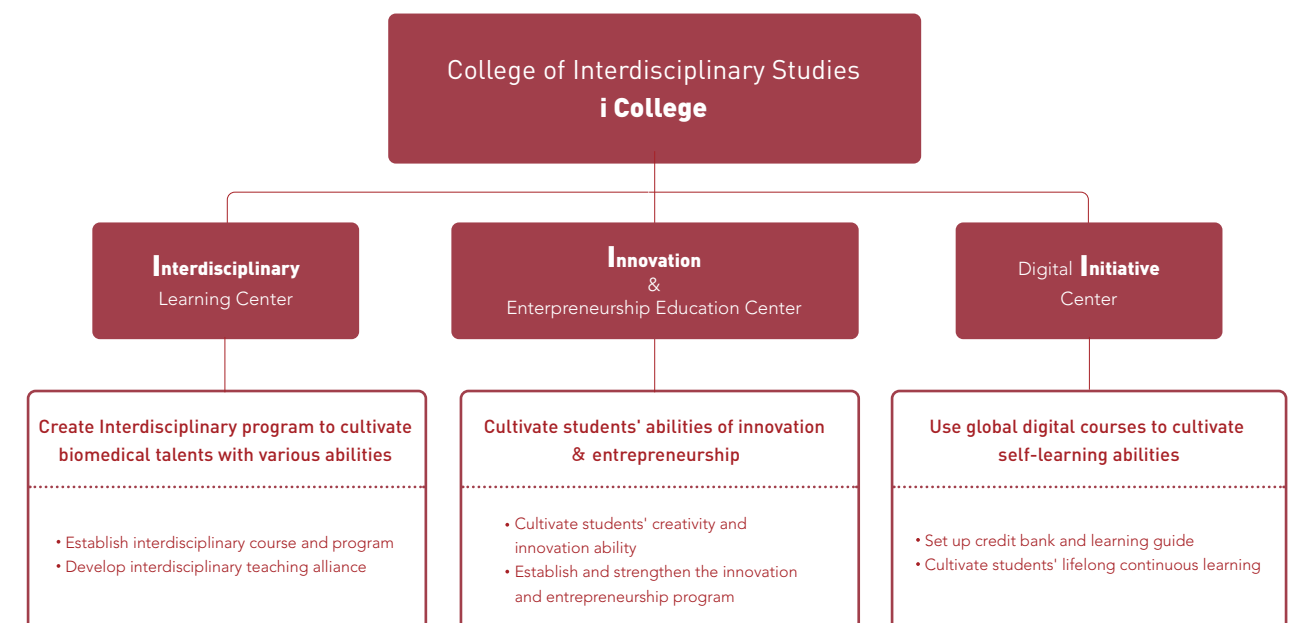 College of Interdisciplinary Studies
i College
Interdisciplinary
Learning Center
Innovation
&
Enterpreneurship Education Center
Digital Initiative
Center
Create Interdisciplinary program to cultivate
biomedical talents with various abilities
• Establish interdisciplinary course and program
• Develop interdisciplinary teaching alliance
Cultivate students' abilities of innovation
& entrepreneurship
• Cultivate students' creativity and
innovation ability
• Establish and strengthen the innovation
and entrepreneurship program
Use global digital courses to cultivate
self-learning abilities
• Set up credit bank and learning guide
• Cultivate students' lifelong continuous learning